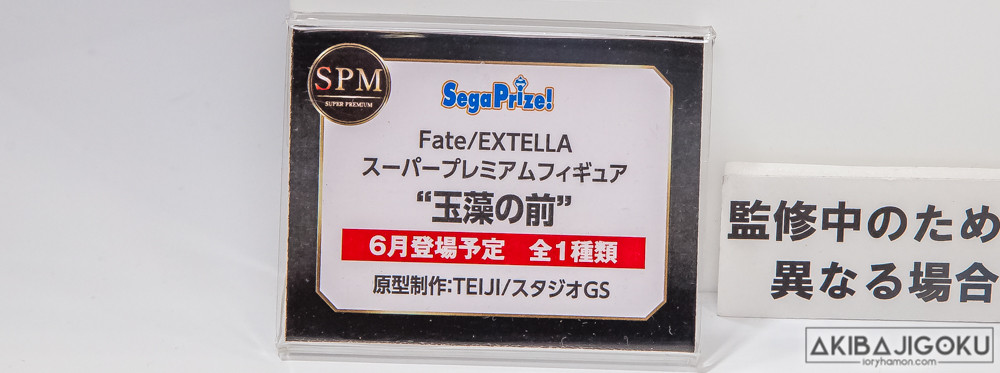 SPM
SUPER PREMIUM
SegaPrize!
Fate/EXTELLA
スーパープレミアムフィギュア
“玉藻の前”
6月登場予定 全1種類
原型制作:TEIJI/スタジオGS
監修中のため
異なる場合
AKIBAJIGOKU
ioryhamon.com/